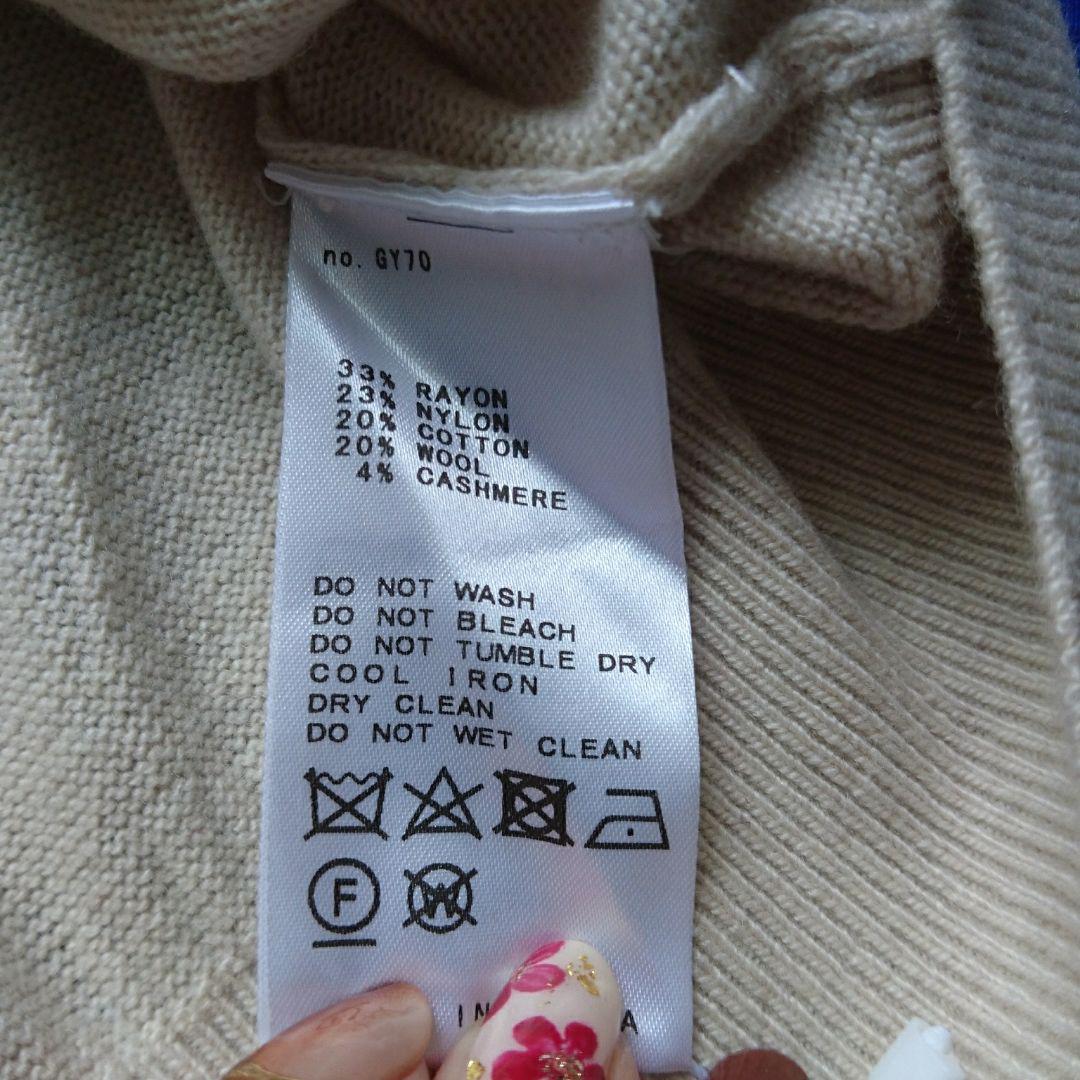 no. GY70
33% RAYON
23% NYLON
20% COTTON
20% WOOL
4% CASHMERE
DO NOT WASH
DO NOT BLEACH
DO NOT TUMBLE DRY
COOL IRON
DRY CLEAN
DO NOT WET CLEAN
F
W